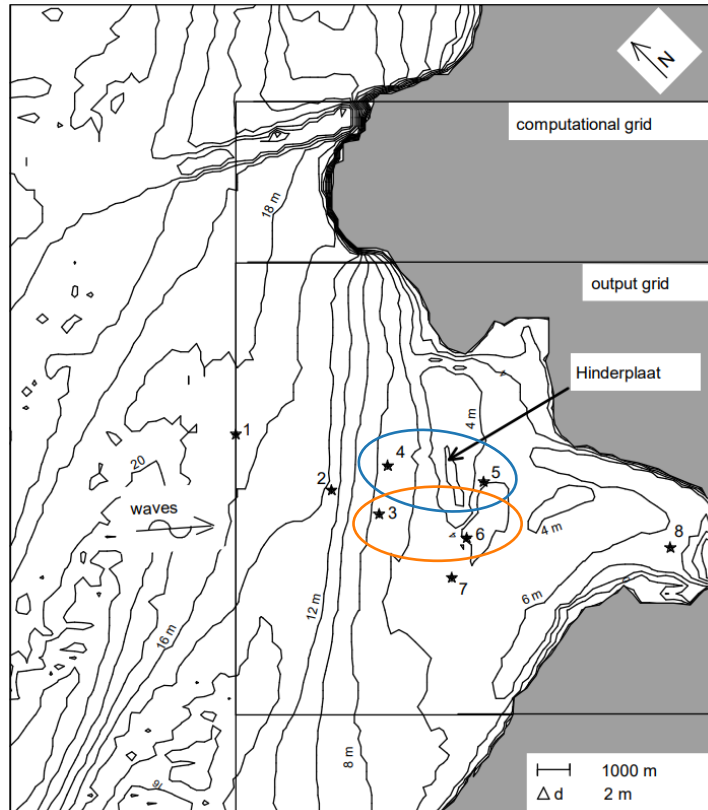 N
computational grid
18 m
output grid
Hinderplaat
4 m
1
4
5
20
2
3
waves
6
4 m
8
7
6 m
12 m
16 m
8 m
1000 m
Δ d 2 m